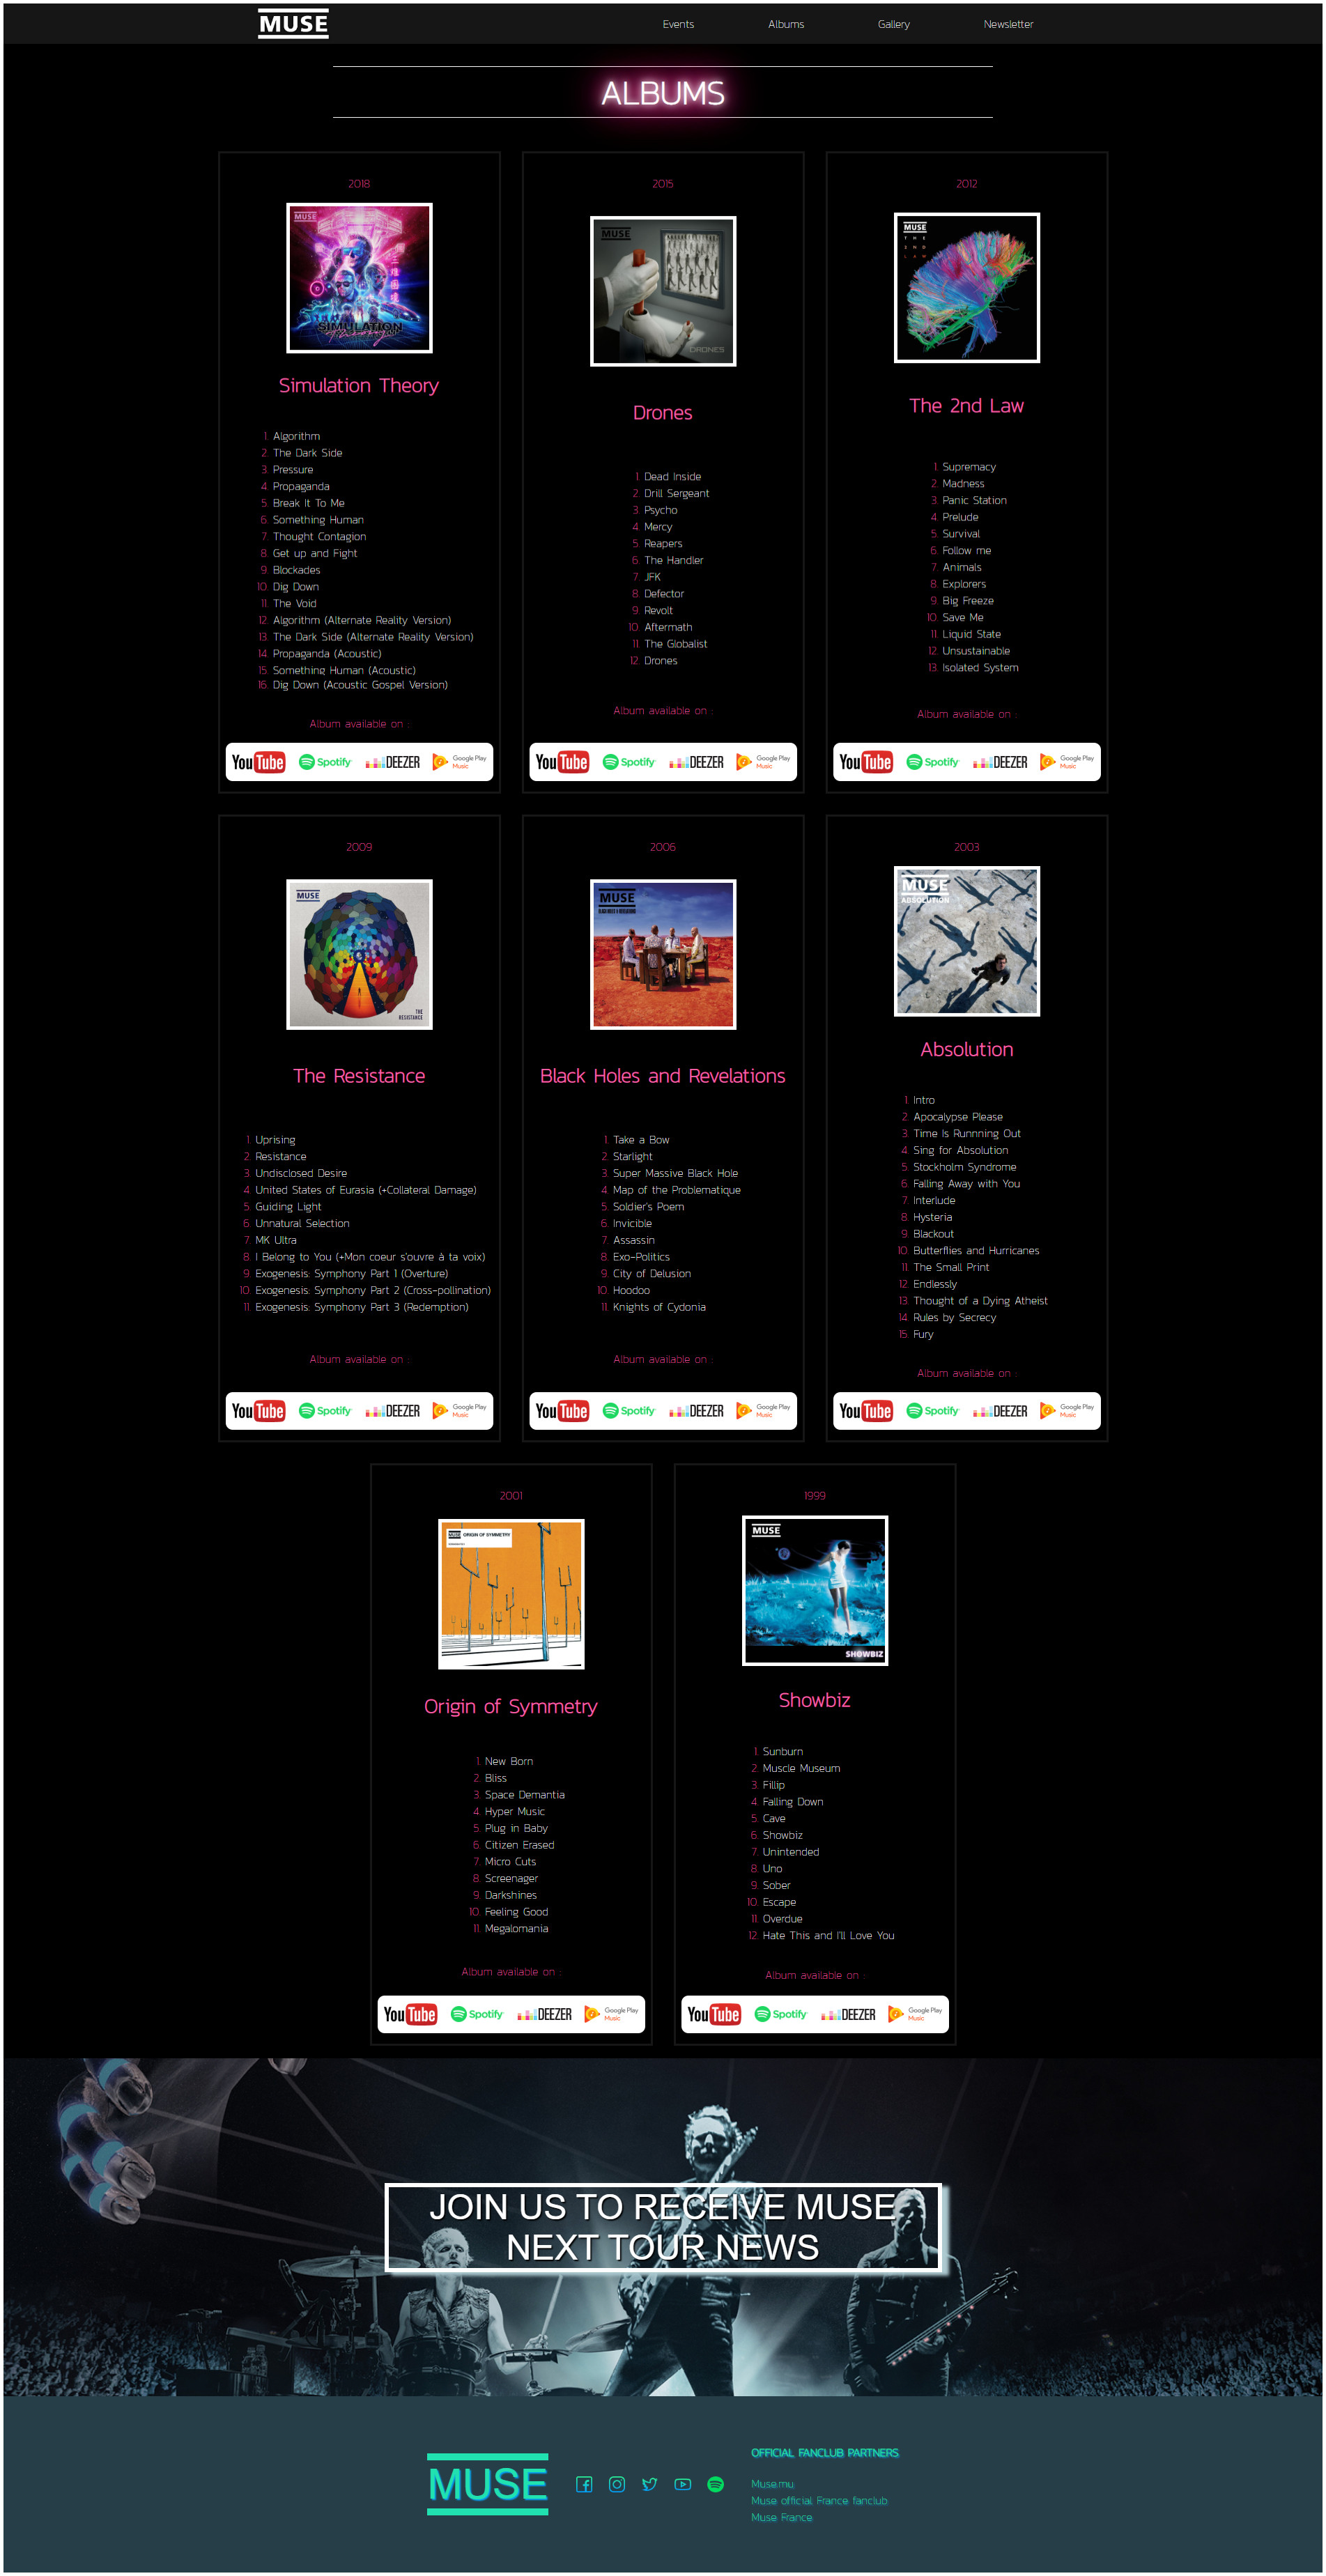 MUSE
Events Albums Gallery Newsletter
ALBUMS
2018
MUSE
三难困境
SIMULATION
Simulation Theory
1. Algorithm
2. The Dark Side
3. Pressure
4. Propaganda
5. Break It To Me
6. Something Human
7. Thought Contagion
8. Get up and Fight
9. Blockades
10. Dig Down
11. The Void
12. Algorithm (Alternate Reality Version)
13. The Dark Side (Alternate Reality Version)
14. Propaganda (Acoustic)
15. Something Human (Acoustic)
16. Dig Down (Acoustic Gospel Version)
Album available on :
YouTube Spotify DEEZER Google Play Music
2015
MUSE
DRONES
Drones
1. Dead Inside
2. Drill Sergeant
3. Psycho
4. Mercy
5. Reapers
6. The Handler
7. JFK
8. Defector
9. Revolt
10. Aftermath
11. The Globalist
12. Drones
Album available on :
YouTube Spotify DEEZER Google Play Music
2012
MUSE
THE
2ND
LAW
The 2nd Law
1. Supremacy
2. Madness
3. Panic Station
4. Prelude
5. Survival
6. Follow me
7. Animals
8. Explorers
9. Big Freeze
10. Save Me
11. Liquid State
12. Unsustainable
13. Isolated System
Album available on :
YouTube Spotify DEEZER Google Play Music
2009
MUSE
THE
RESISTANCE
The Resistance
1. Uprising
2. Resistance
3. Undisclosed Desire
4. United States of Eurasia (+Collateral Damage)
5. Guiding Light
6. Unnatural Selection
7. MK Ultra
8. I Belong to You (+Mon coeur s'ouvre à ta voix)
9. Exogenesis: Symphony Part 1 (Overture)
10. Exogenesis: Symphony Part 2 (Cross-pollination)
11. Exogenesis: Symphony Part 3 (Redemption)
Album available on :
YouTube Spotify DEEZER Google Play Music
2006
MUSE
BLACK HOLES & REVELATIONS
Black Holes and Revelations
1. Take a Bow
2. Starlight
3. Super Massive Black Hole
4. Map of the Problematique
5. Soldier's Poem
6. Invicible
7. Assassin
8. Exo-Politics
9. City of Delusion
10. Hoodoo
11. Knights of Cydonia
Album available on :
YouTube Spotify DEEZER Google Play Music
2003
MUSE
ABSOLUTION
Absolution
1. Intro
2. Apocalypse Please
3. Time Is Runnning Out
4. Sing for Absolution
5. Stockholm Syndrome
6. Falling Away with You
7. Interlude
8. Hysteria
9. Blackout
10. Butterflies and Hurricanes
11. The Small Print
12. Endlessly
13. Thought of a Dying Atheist
14. Rules by Secrecy
15. Fury
Album available on :
YouTube Spotify DEEZER Google Play Music
2001
MUSE ORIGIN OF SYMMETRY
Origin of Symmetry
1. New Born
2. Bliss
3. Space Demantia
4. Hyper Music
5. Plug in Baby
6. Citizen Erased
7. Micro Cuts
8. Screenager
9. Darkshines
10. Feeling Good
11. Megalomania
Album available on :
YouTube Spotify DEEZER Google Play Music
1999
MUSE
SHOWBIZ
Showbiz
1. Sunburn
2. Muscle Museum
3. Fillip
4. Falling Down
5. Cave
6. Showbiz
7. Unintended
8. Uno
9. Sober
10. Escape
11. Overdue
12. Hate This and I'll Love You
Album available on :
YouTube Spotify DEEZER Google Play Music
JOIN US TO RECEIVE MUSE
NEXT TOUR NEWS
MUSE
OFFICIAL FANCLUB PARTNERS
Muse.mu
Muse official France fanclub
Muse France